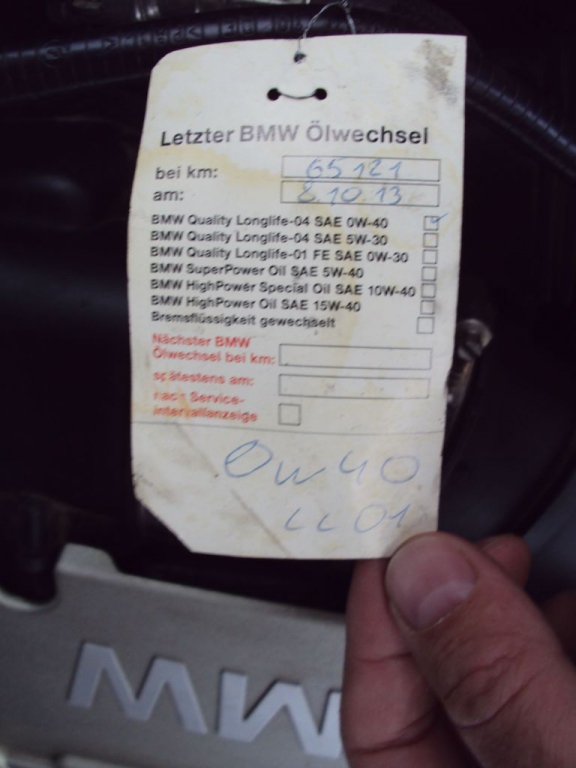 Letzter BMW Ölwechsel
bei km: 65121
am: 8.10.13
BMW Quality Longlife-04 SAE 0W-40
BMW Quality Longlife-04 SAE 5W-30
BMW Quality Longlife-01 FE SAE 0W-30
BMW SuperPower Oil SAE 5W-40
BMW HighPower Special Oil SAE 10W-40
BMW HighPower Oil SAE 15W-40
Bremsflüssigkeit gewechselt
Nächster BMW
Ölwechsel bei km:
spätestens am:
nach Service-
intervallanzeige
0w40
LL01
BMW